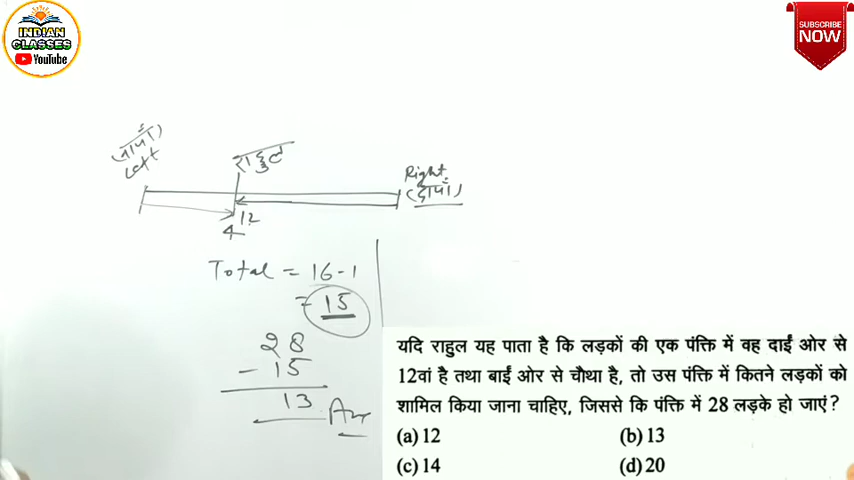 INDIAN
CLASSES
YouTube
SUBSCRIBE
NOW
(बायाँ)
Left
राहुल
Right
(दायाँ)
12
4
Total = 16-1
= 15
28
- 15
13 Ans
यदि राहुल यह पाता है कि लड़कों की एक पंक्ति में वह दाईं ओर से
12वां है तथा बाईं ओर से चौथा है, तो उस पंक्ति में कितने लड़कों को
शामिल किया जाना चाहिए, जिससे कि पंक्ति में 28 लड़के हो जाएं?
(a) 12 (b) 13
(c) 14 (d) 20